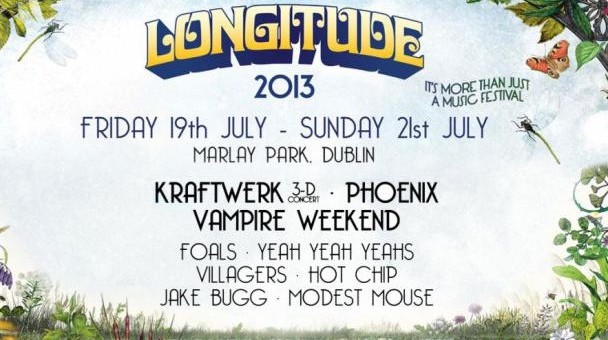 LONGITUDE
2013
IT'S MORE THAN JUST
A MUSIC FESTIVAL
FRIDAY 19th JULY - SUNDAY 21st JULY
MARLAY PARK, DUBLIN
KRAFTWERK 3-D CONCERT · PHOENIX
VAMPIRE WEEKEND
FOALS · YEAH YEAH YEAHS
VILLAGERS · HOT CHIP
JAKE BUGG · MODEST MOUSE